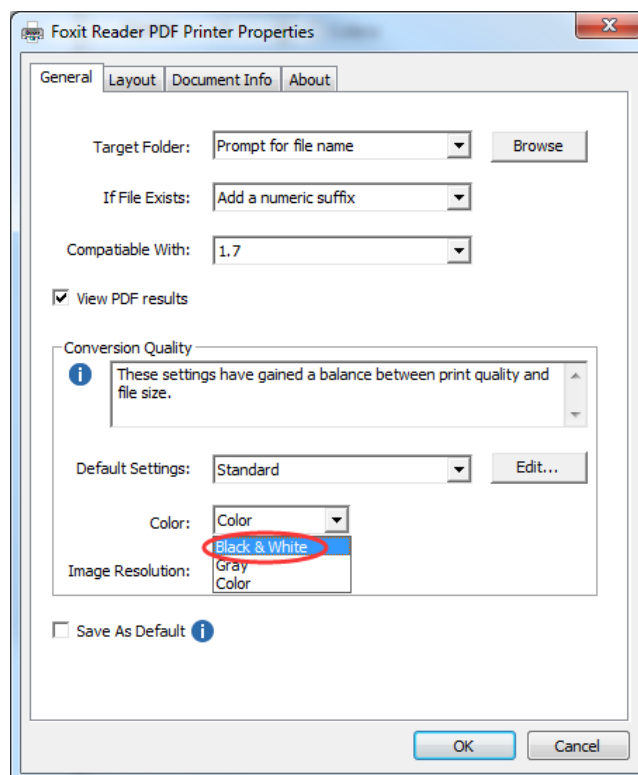 Foxit Reader PDF Printer Properties
General Layout Document Info About
Target Folder: Prompt for file name Browse
If File Exists: Add a numeric suffix
Compatiable With: 1.7
View PDF results
Conversion Quality
These settings have gained a balance between print quality and
file size.
Default Settings: Standard Edit...
Color: Color
Black & White
Gray
Image Resolution:
Color
Save As Default
OK Cancel